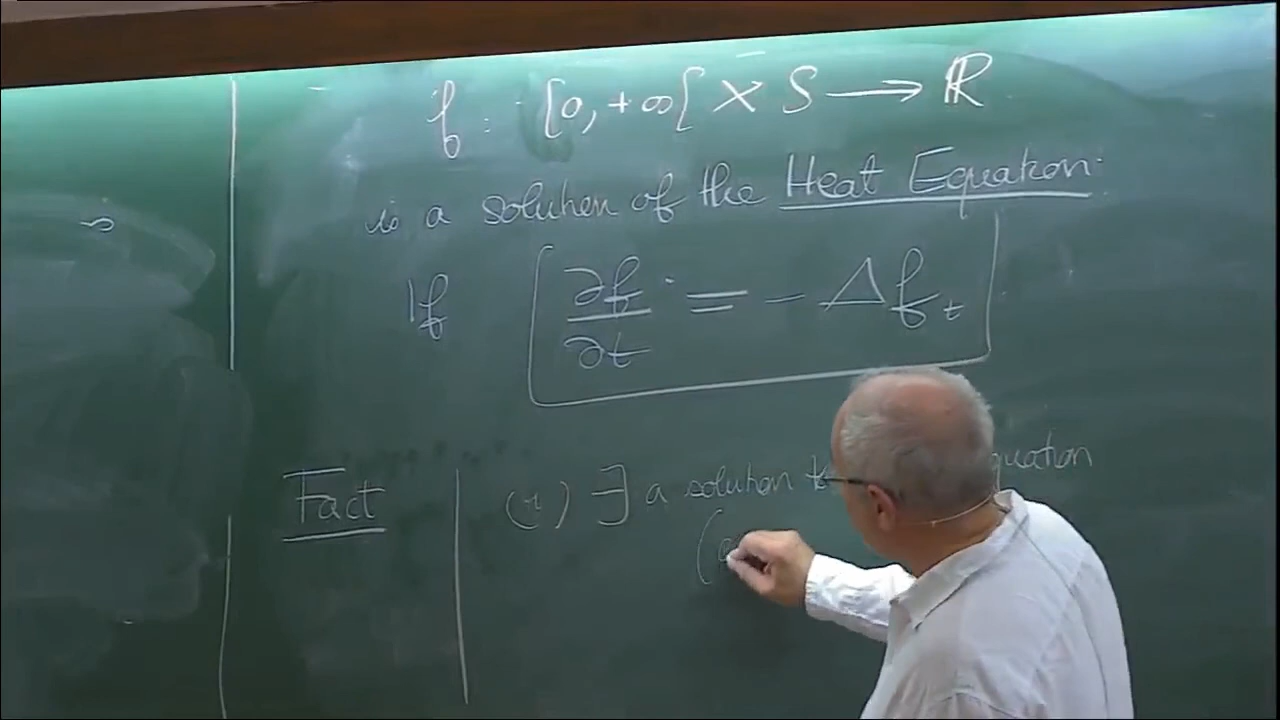 f : [0, +∞[ × S ⟶ ℝ
is a solution of the Heat Equation.
If ∂f/∂t = − Δf_t
Fact (1) ∃ a solution equation
(